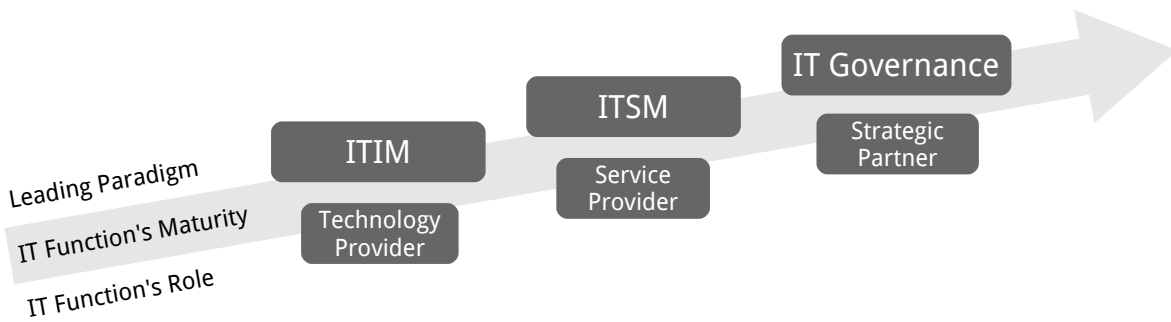 Leading Paradigm
IT Function's Maturity
IT Function's Role
ITIM
Technology
Provider
ITSM
Service
Provider
IT Governance
Strategic
Partner